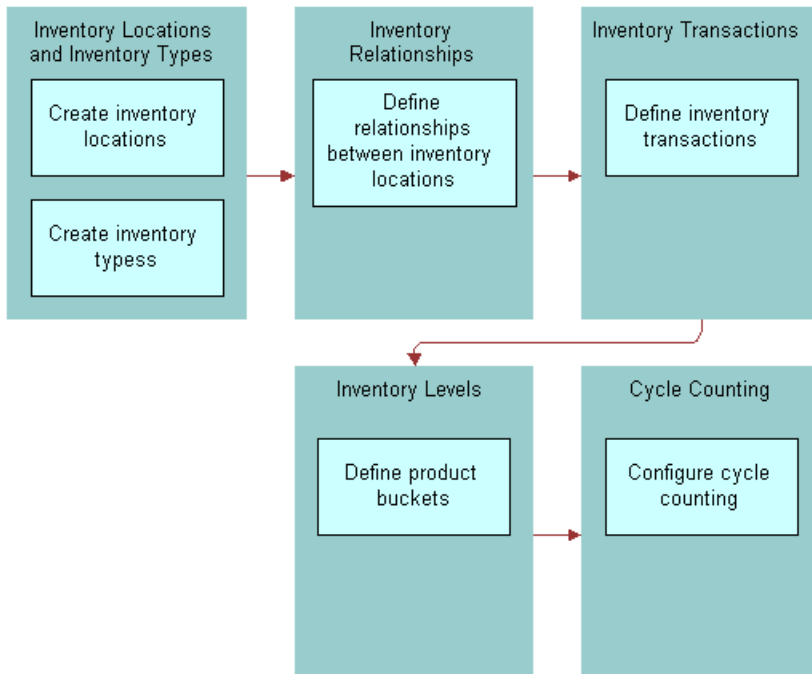 Inventory Locations
and Inventory Types
Create inventory
locations
Create inventory
typess
Inventory
Relationships
Define
relationships
between inventory
locations
Inventory Transactions
Define inventory
transactions
Inventory Levels
Define product
buckets
Cycle Counting
Configure cycle
counting